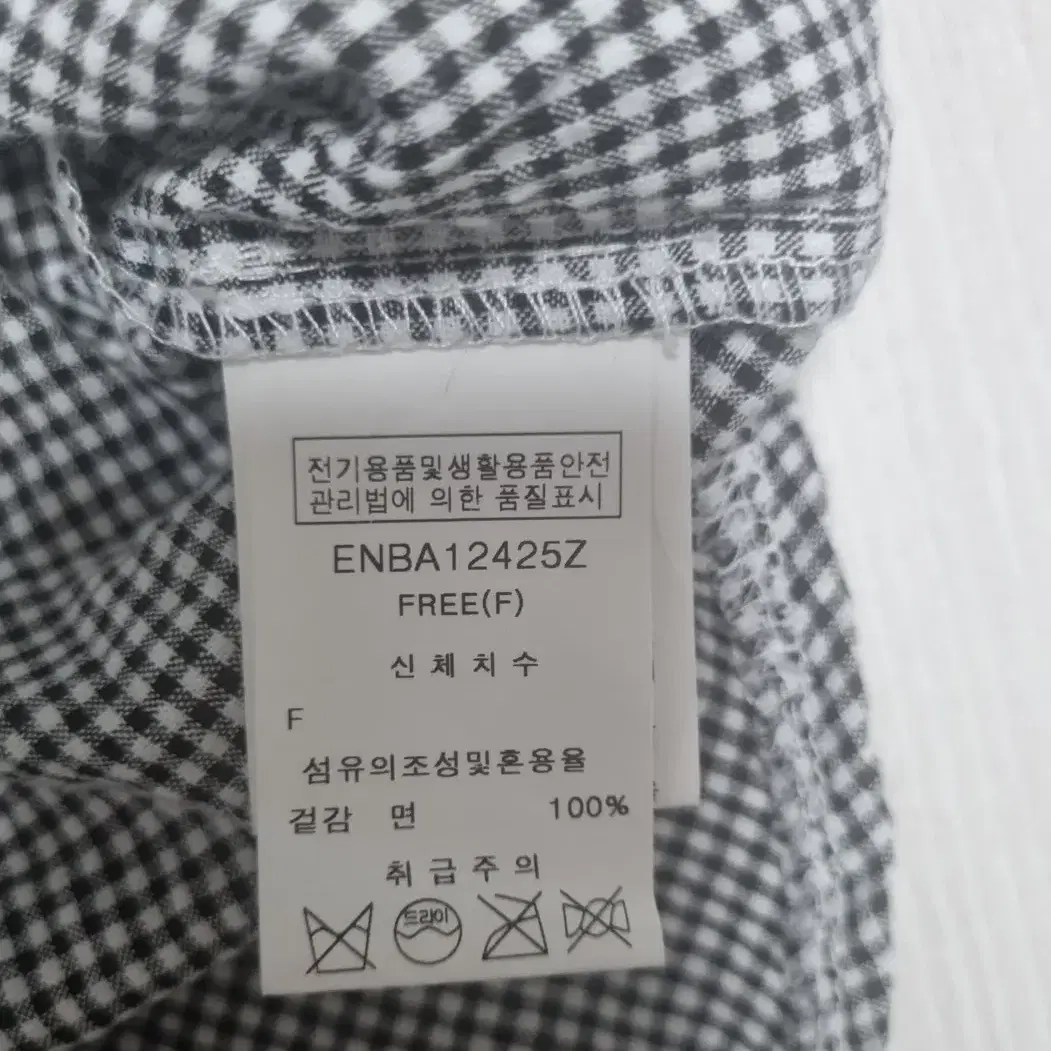 전기용품및생활용품안전
관리법에 의한 품질표시
ENBA12425Z
FREE(F)
신 체 치 수
F
섬유의조성및혼용율
겉감 면 100%
취 급 주 의
드라이